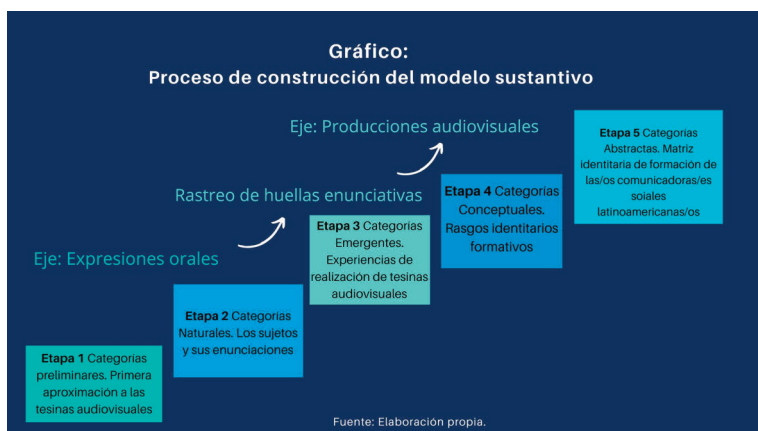 Gráfico:
Proceso de construcción del modelo sustantivo
Eje: Producciones audiovisuales
Rastreo de huellas enunciativas
Eje: Expresiones orales
Etapa 1 Categorías
preliminares. Primera
aproximación a las
tesinas audiovisuales
Etapa 2 Categorías
Naturales. Los sujetos
y sus enunciaciones
Etapa 3 Categorías
Emergentes.
Experiencias de
realización de tesinas
audiovisuales
Etapa 4 Categorías
Conceptuales.
Rasgos identitarios
formativos
Etapa 5 Categorías
Abstractas. Matriz
identitaria de formación de
las/os comunicadoras/es
soiales
latinoamericanas/os
Fuente: Elaboración propia.